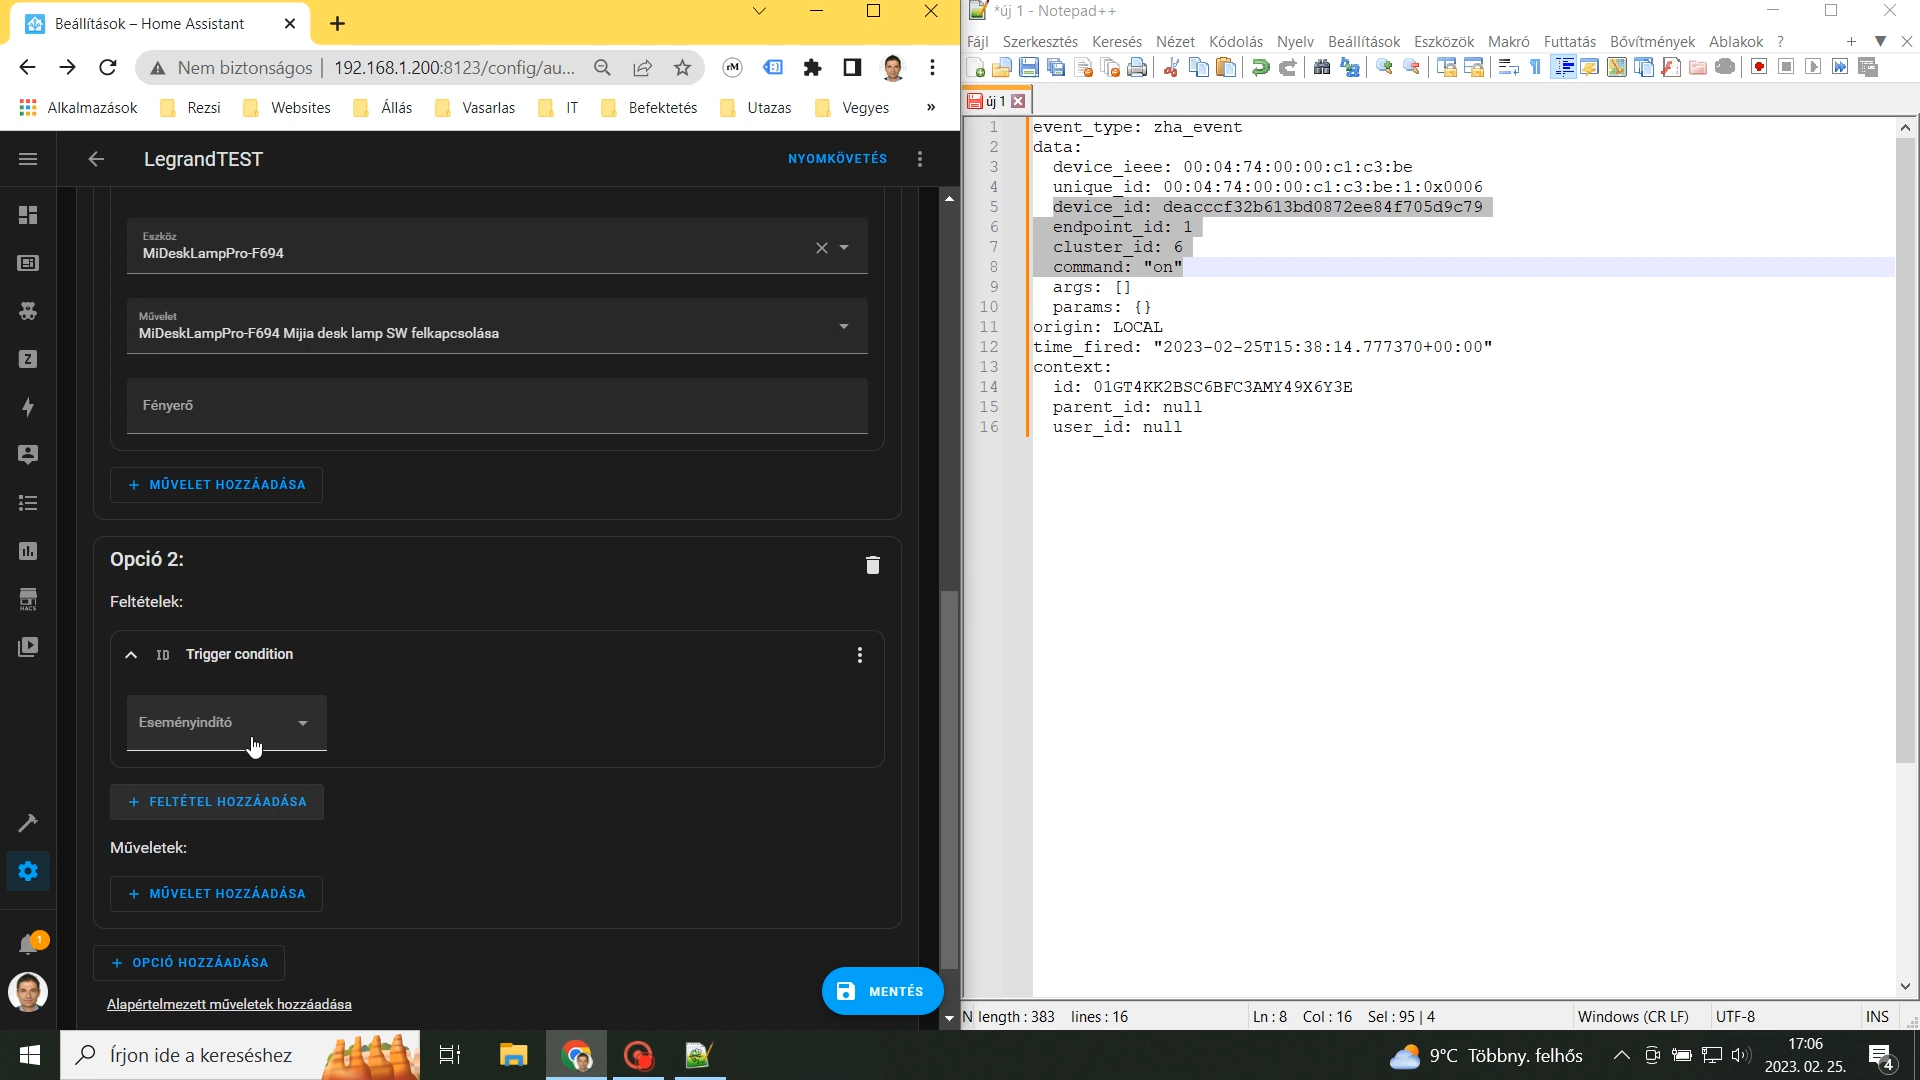 Beállítások – Home Assistant
Nem biztonságos
192.168.1.200:8123/config/au...
Alkalmazások
Rezsi
Websites
Állás
Vasarlas
IT
Befektetés
Utazas
Vegyes
»
LegrandTEST
NYOMKÖVETÉS
Eszköz
MiDeskLampPro-F694
Művelet
MiDeskLampPro-F694 Mijia desk lamp SW felkapcsolása
Fényerő
+ MŰVELET HOZZÁADÁSA
Opció 2:
Feltételek:
ID Trigger condition
Eseményindító
+ FELTÉTEL HOZZÁADÁSA
Műveletek:
+ MŰVELET HOZZÁADÁSA
+ OPCIÓ HOZZÁADÁSA
Alapértelmezett műveletek hozzáadása
MENTÉS
HACS
1
*új 1 - Notepad++
Fájl Szerkesztés Keresés Nézet Kódolás Nyelv Beállítások Eszközök Makró Futtatás Bővítmények Ablakok ?
új 1
1 event_type: zha_event
2 data:
3 device_ieee: 00:04:74:00:00:c1:c3:be
4 unique_id: 00:04:74:00:00:c1:c3:be:1:0x0006
5 device_id: deacccf32b613bd0872ee84f705d9c79
6 endpoint_id: 1
7 cluster_id: 6
8 command: "on"
9 args: []
10 params: {}
11 origin: LOCAL
12 time_fired: "2023-02-25T15:38:14.777370+00:00"
13 context:
14 id: 01GT4KK2BSC6BFC3AMY49X6Y3E
15 parent_id: null
16 user_id: null
N length : 383 lines : 16
Ln : 8 Col : 16 Sel : 95 | 4
Windows (CR LF)
UTF-8
INS
Írjon ide a kereséshez
9°C Többny. felhős
17:06
2023. 02. 25.
4